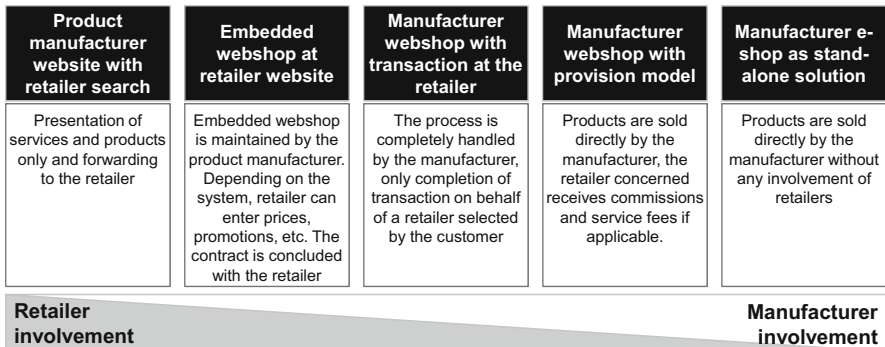 Product
manufacturer
website with
retailer search
Presentation of
services and products
only and forwarding
to the retailer
Embedded
webshop at
retailer website
Embedded webshop
is maintained by the
product manufacturer.
Depending on the
system, retailer can
enter prices,
promotions, etc. The
contract is concluded
with the retailer
Manufacturer
webshop with
transaction at the
retailer
The process is
completely handled
by the manufacturer,
only completion of
transaction on behalf
of a retailer selected
by the customer
Manufacturer
webshop with
provision model
Products are sold
directly by the
manufacturer, the
retailer concerned
receives commissions
and service fees if
applicable.
Manufacturer e-
shop as stand-
alone solution
Products are sold
directly by the
manufacturer without
any involvement of
retailers
Retailer
involvement
Manufacturer
involvement